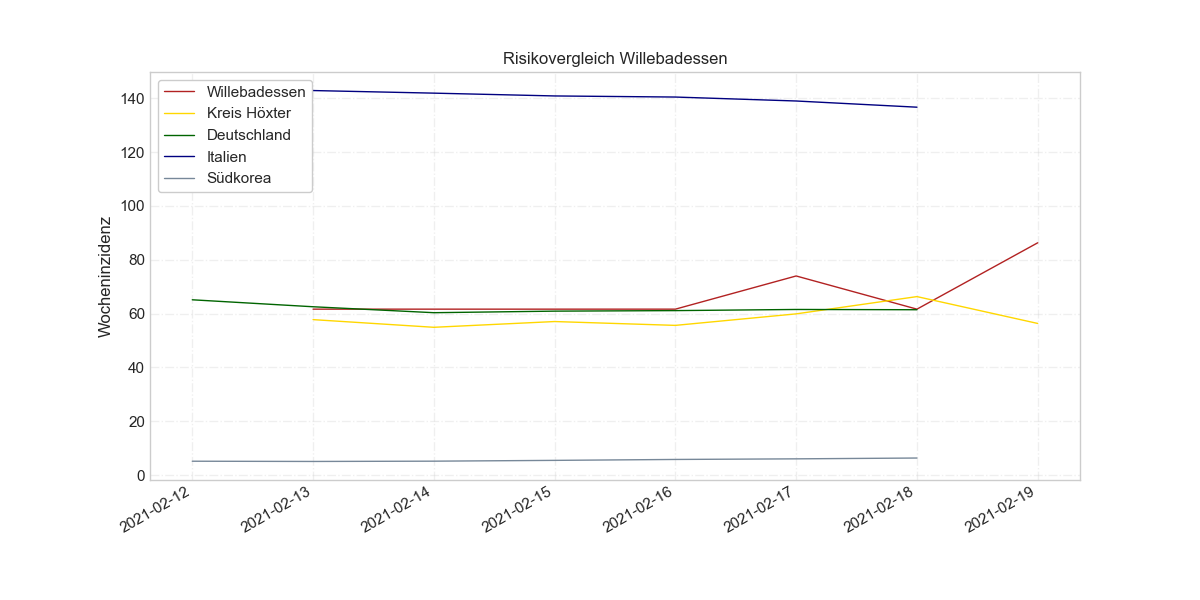 Risikovergleich Willebadessen
Wocheninzidenz
140
120
100
80
60
40
20
0
Willebadessen
Kreis Höxter
Deutschland
Italien
Südkorea
2021-02-12
2021-02-13
2021-02-14
2021-02-15
2021-02-16
2021-02-17
2021-02-18
2021-02-19